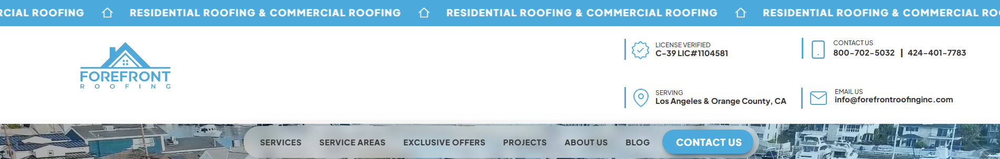 RCIAL ROOFING RESIDENTIAL ROOFING & COMMERCIAL ROOFING RESIDENTIAL ROOFING & COMMERCIAL ROOFING RESIDENTIAL ROOFING & COMMERCIAL RO
FOREFRONT
ROOFING
LICENSE VERIFIED
C-39 LIC#1104581
CONTACT US
800-702-5032 | 424-401-7783
SERVING
Los Angeles & Orange County, CA
EMAIL US
info@forefrontroofinginc.com
SERVICES SERVICE AREAS EXCLUSIVE OFFERS PROJECTS ABOUT US BLOG CONTACT US